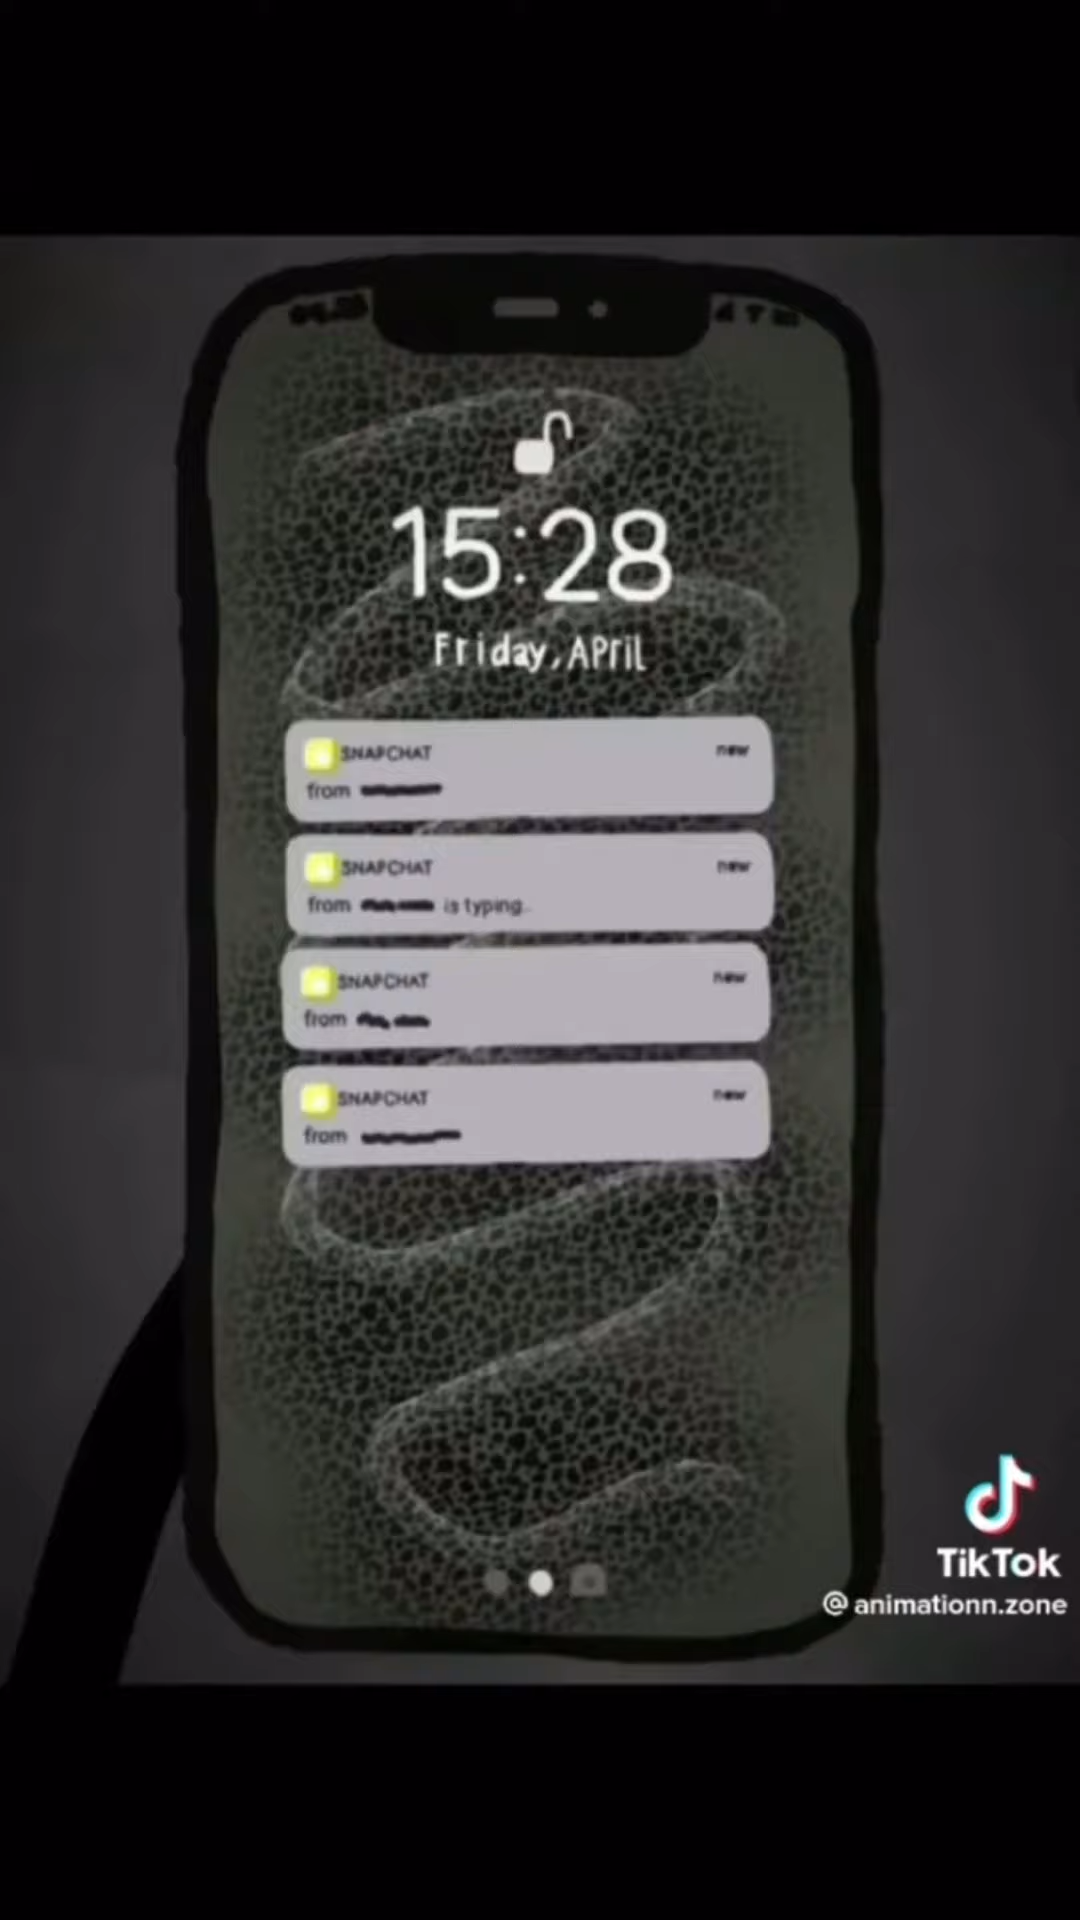 15:28
Friday, APriL
SNAPCHAT new
from
SNAPCHAT new
from is typing..
SNAPCHAT new
from
SNAPCHAT new
from
TikTok
@animationn.zone